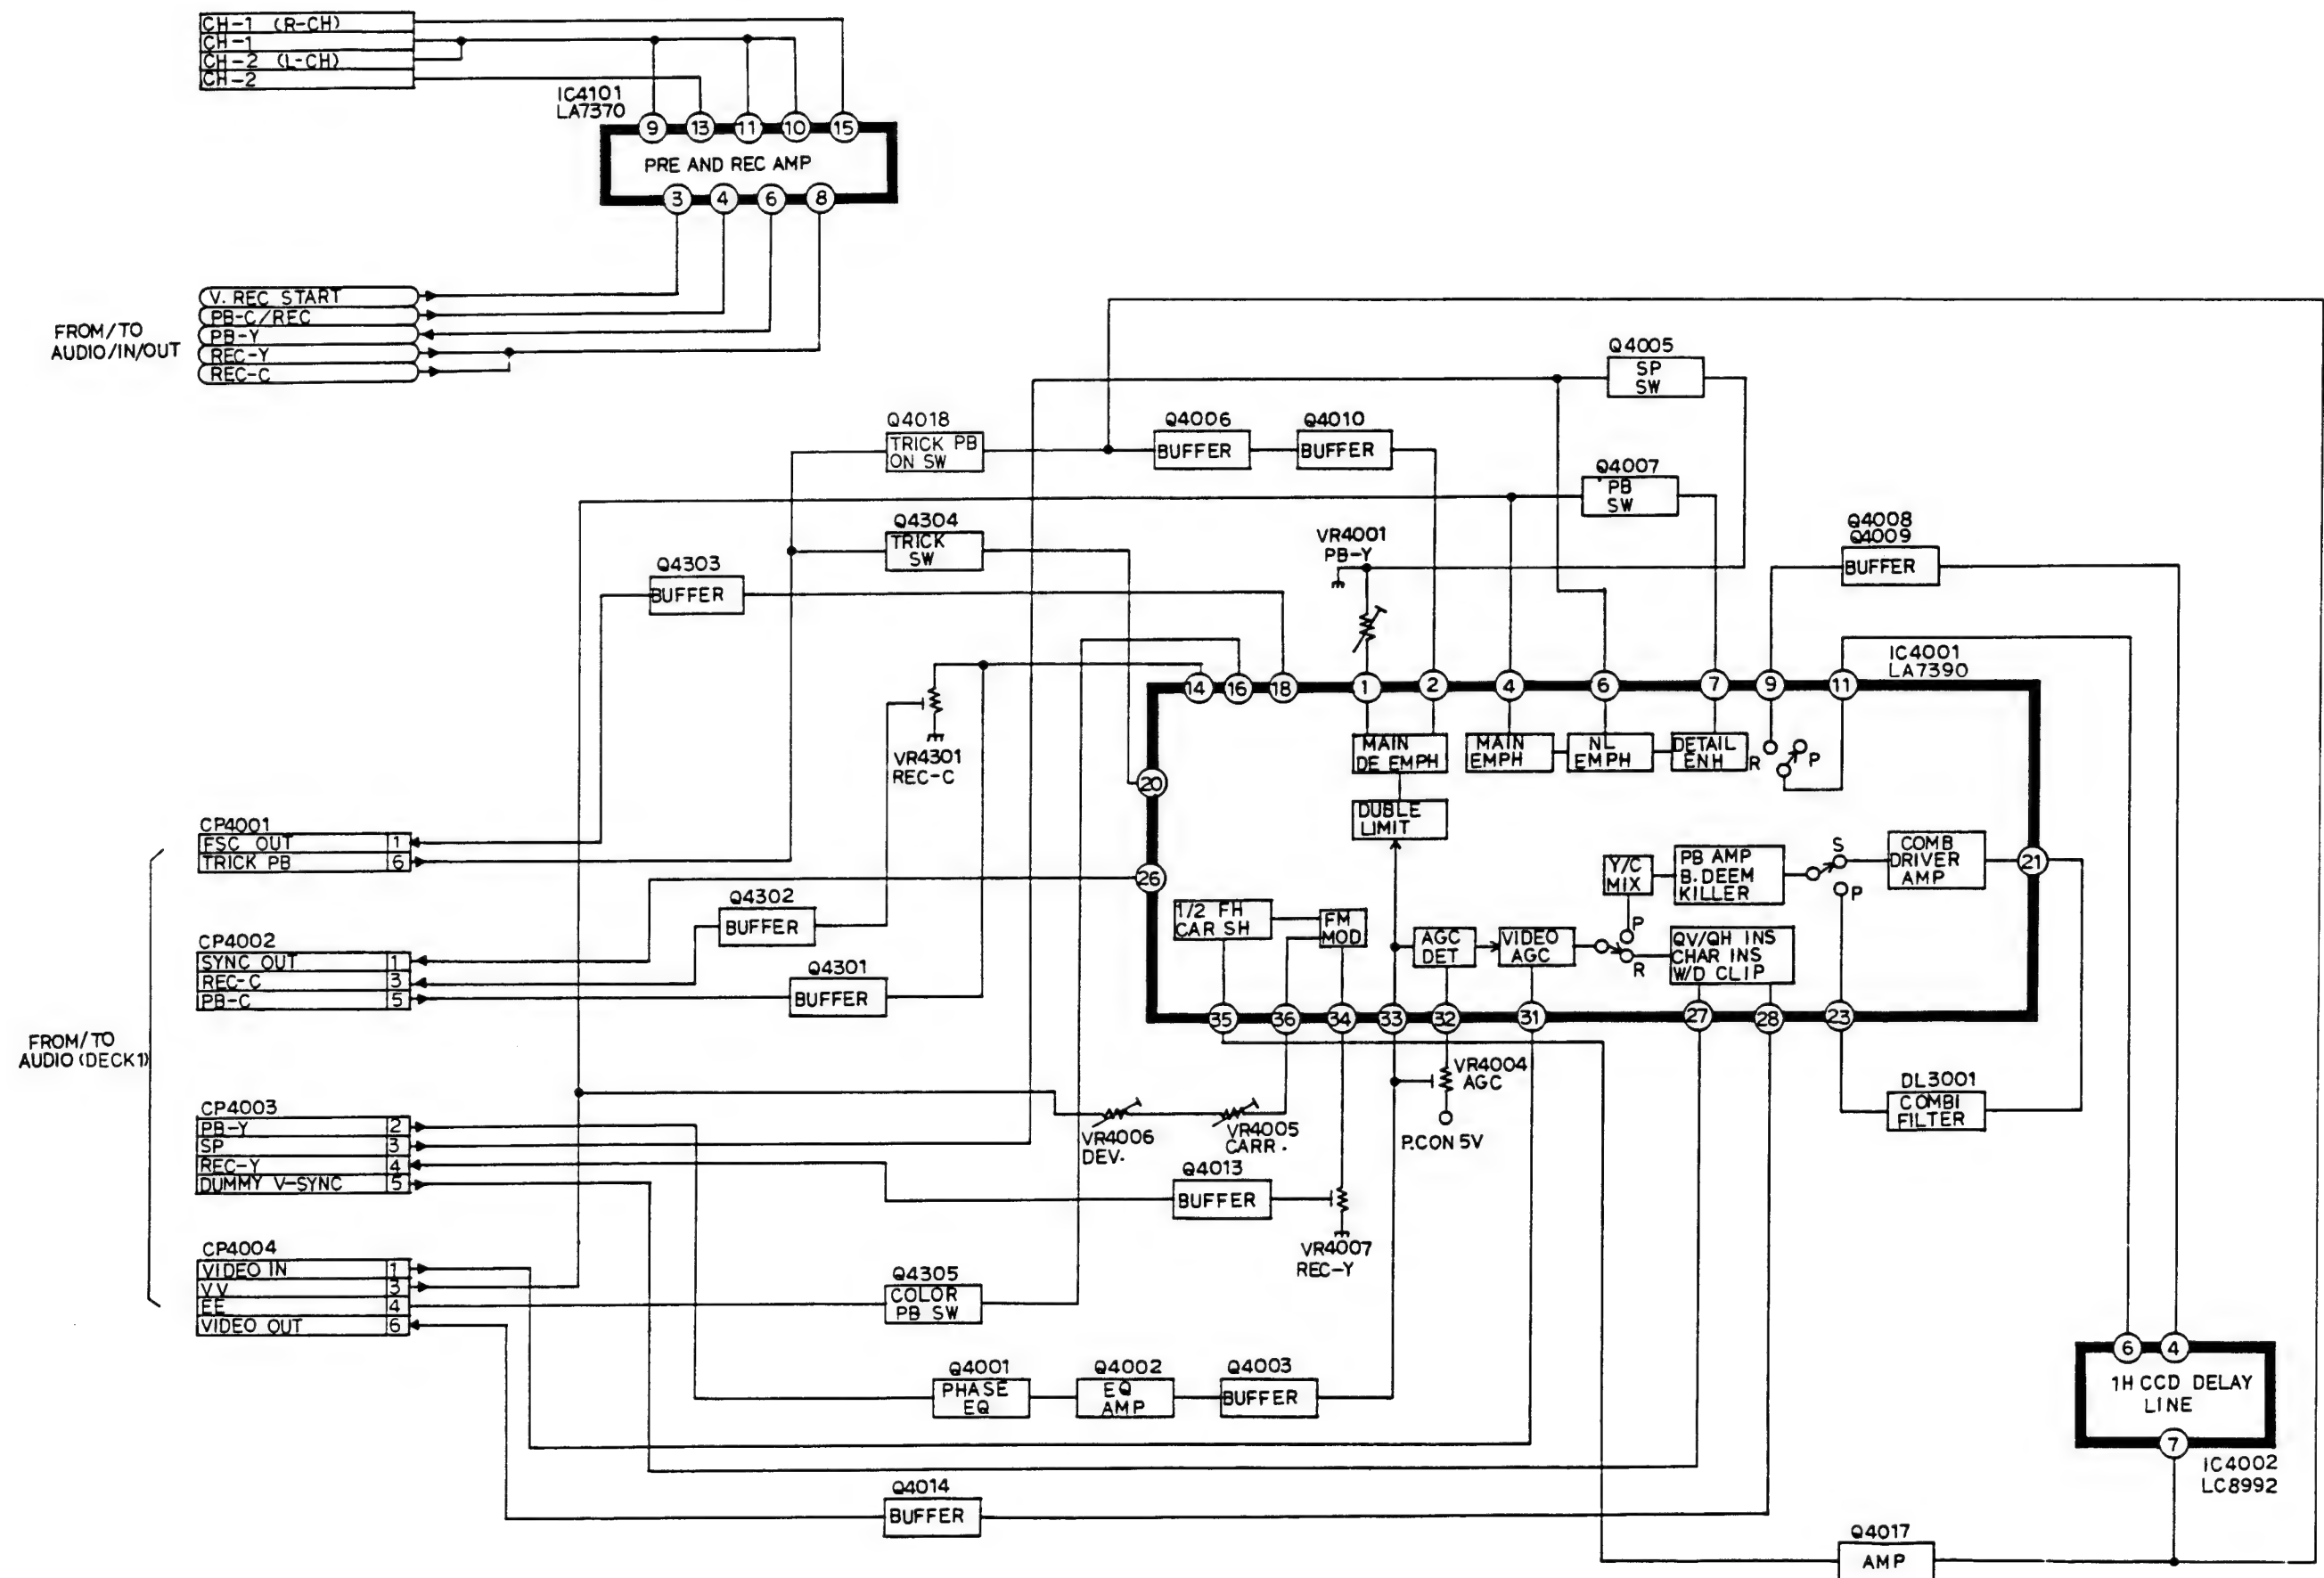 CH-1 (R-CH)
CH-1
CH-2 (L-CH)
CH-2
IC4101
LA7370
9 13 11 10 15
PRE AND REC AMP
3 4 6 8
FROM/TO
AUDIO/IN/OUT
V. REC START
PB-C/REC
PB-Y
REC-Y
REC-C
Q4005
SP
SW
Q4018
TRICK PB
ON SW
Q4006
BUFFER
Q4010
BUFFER
Q4007
PB
SW
Q4304
TRICK
SW
VR4001
PB-Y
Q4008
Q4009
BUFFER
Q4303
BUFFER
IC4001
LA7390
14 16 18 1 2 4 6 7 9 11
VR4301
REC-C
MAIN
DE EMPH
MAIN
EMPH
NL
EMPH
DETAIL
ENH
R
P
20
DUBLE
LIMIT
CP4001
FSC OUT 1
TRICK PB 6
26
Y/C
MIX
PB AMP
B. DEEM
KILLER
S
P
COMB
DRIVER
AMP
21
Q4302
BUFFER
1/2 FH
CAR SH
FM
MOD
AGC
DET
VIDEO
AGC
P
R
QV/QH INS
CHAR INS
W/D CLIP
CP4002
SYNC OUT 1
REC-C 3
PB-C 5
Q4301
BUFFER
35 36 34 33 32 31 27 28 23
FROM/TO
AUDIO (DECK1)
VR4004
AGC
P.CON 5V
DL3001
COMBI
FILTER
CP4003
PB-Y 2
SP 3
REC-Y 4
DUMMY V-SYNC 5
VR4006
DEV.
VR4005
CARR.
Q4013
BUFFER
VR4007
REC-Y
CP4004
VIDEO IN 1
VV 3
EE 4
VIDEO OUT 6
Q4305
COLOR
PB SW
Q4001
PHASE
EQ
Q4002
EQ
AMP
Q4003
BUFFER
6 4
1H CCD DELAY
LINE
7
IC4002
LC8992
Q4014
BUFFER
Q4017
AMP